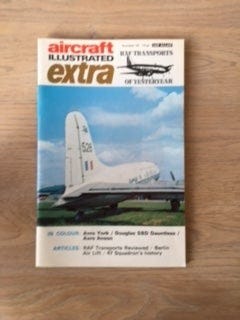 aircraft
ILLUSTRATED
extra
RAF TRANSPORTS
OF YESTERYEAR
528
IN COLOUR: Avro York / Douglas SBD Dauntless /
Avro Anson
ARTICLES: RAF Transports Reviewed / Berlin
Air Lift / 47 Squadron's history